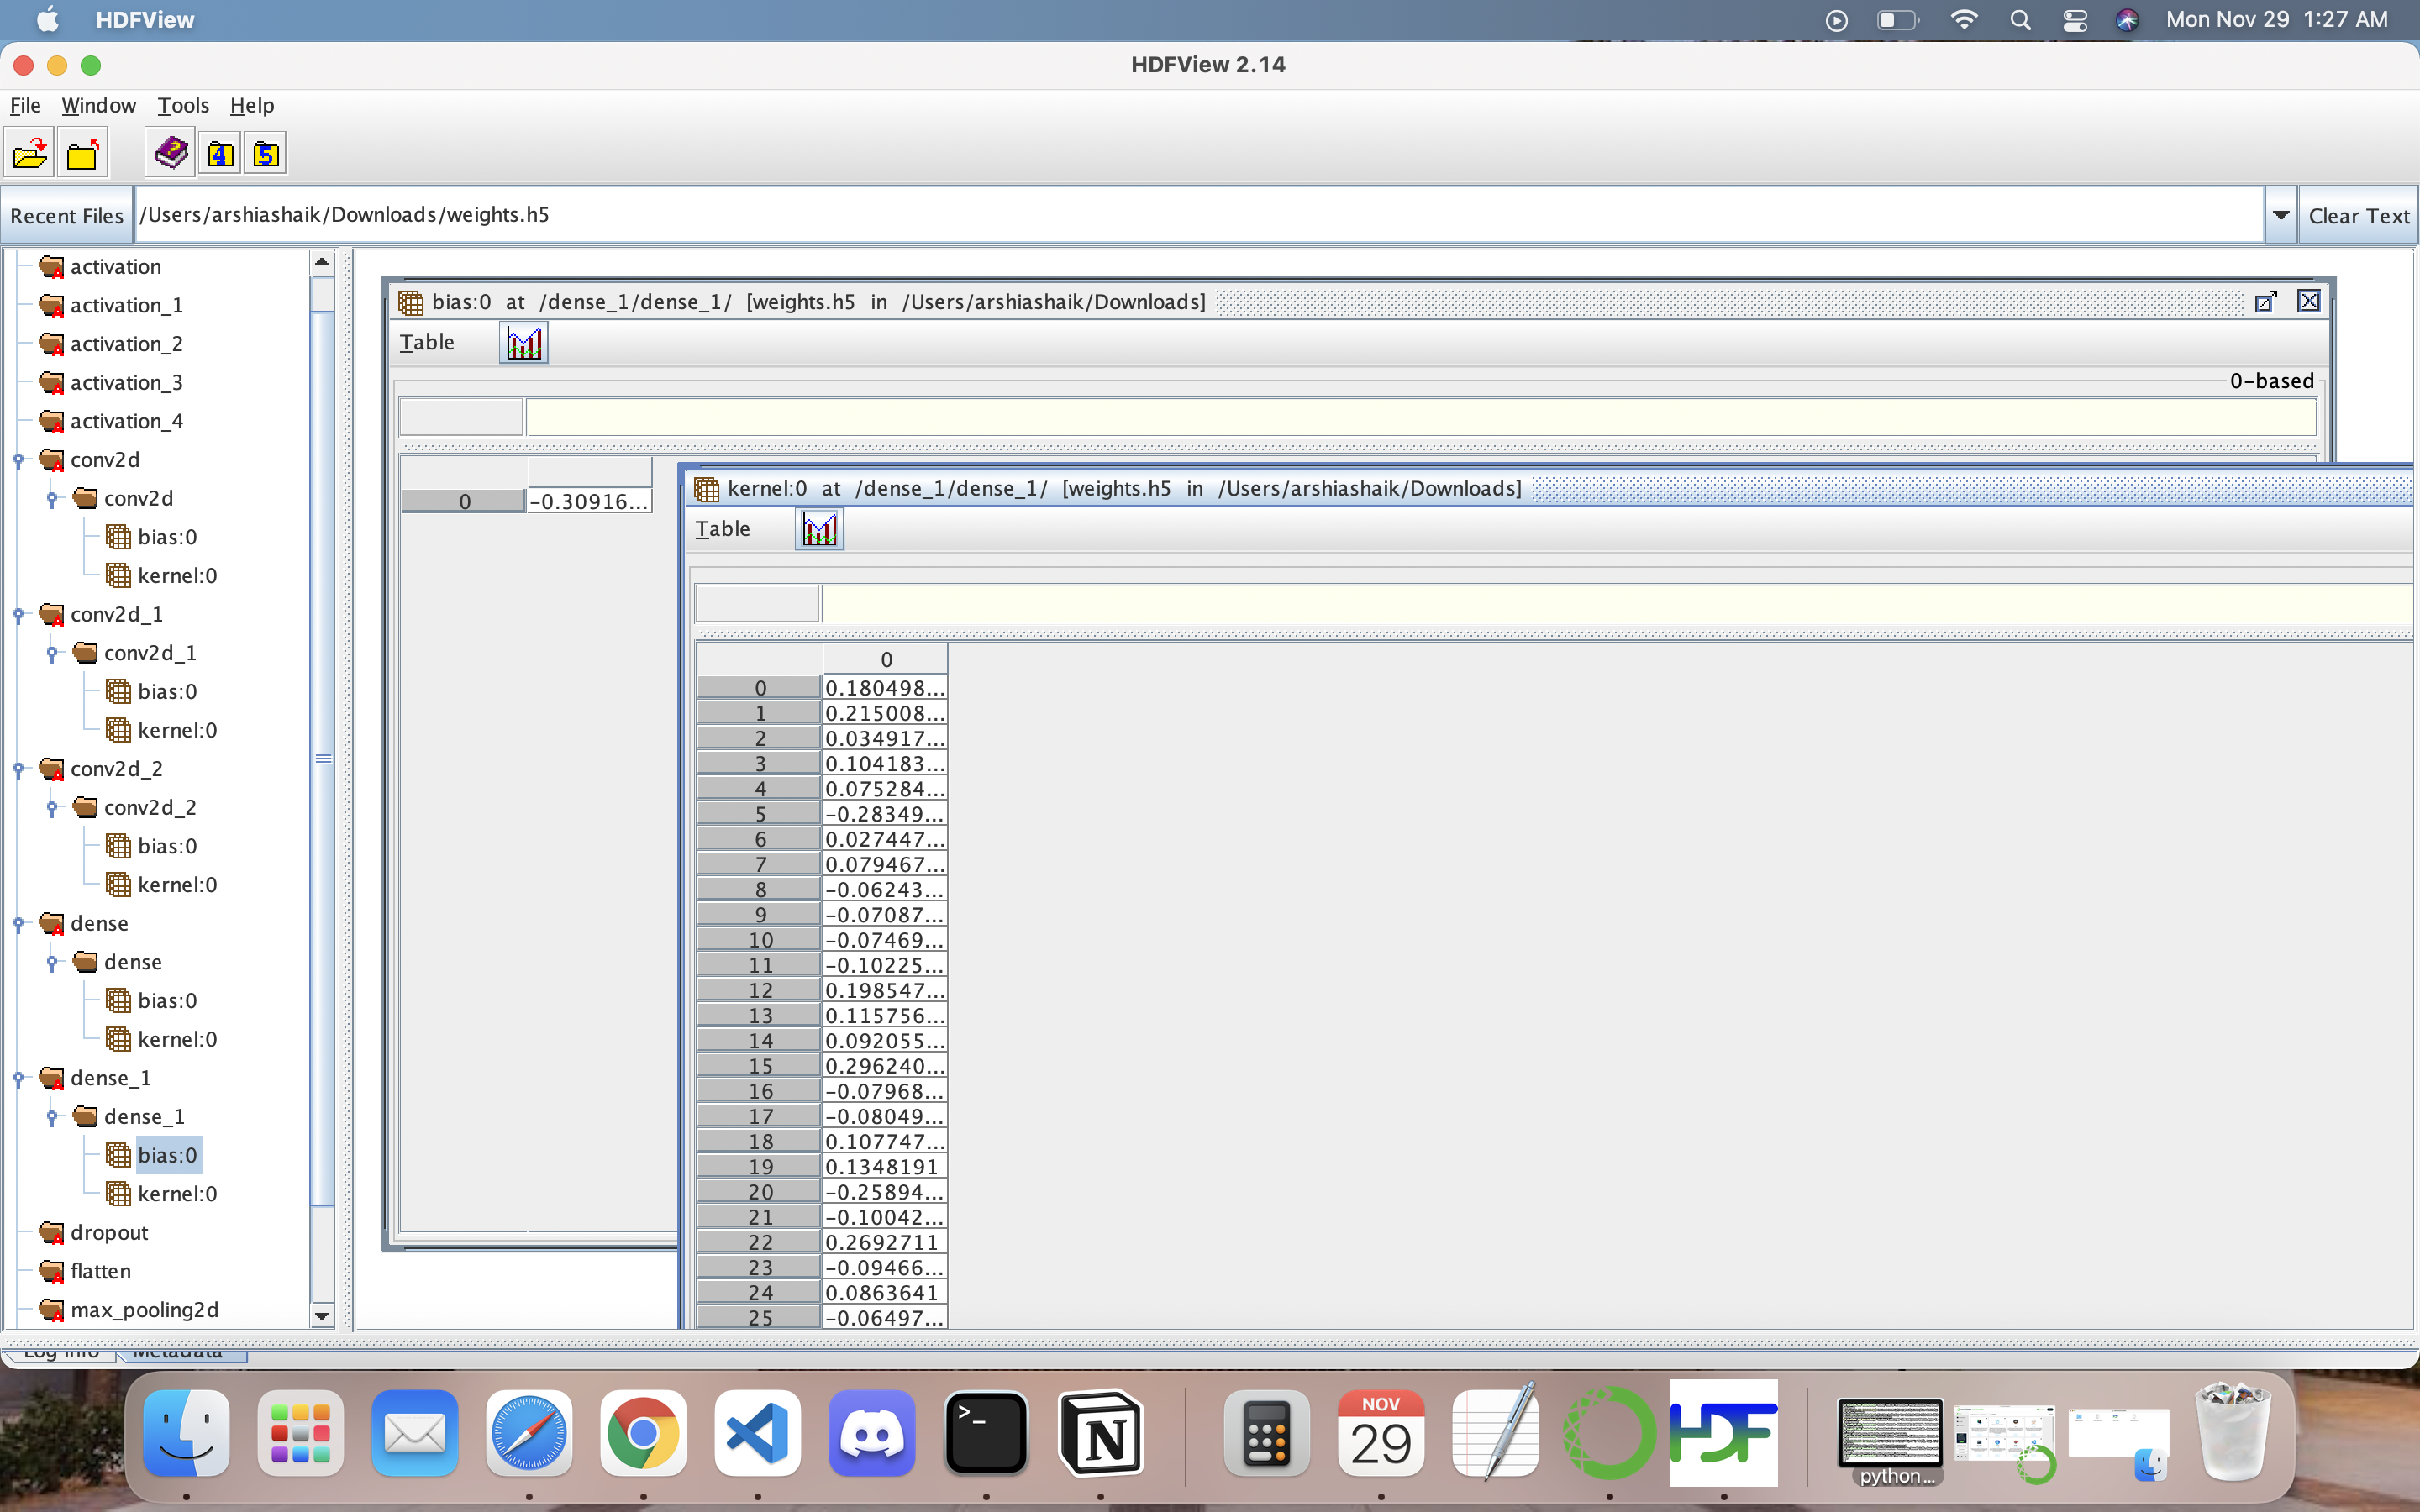 HDFView
Mon Nov 29 1:27 AM
HDFView 2.14
File Window Tools Help
4 5
Recent Files /Users/arshiashaik/Downloads/weights.h5 Clear Text
activation
activation_1
activation_2
activation_3
activation_4
conv2d
conv2d
bias:0
kernel:0
conv2d_1
conv2d_1
bias:0
kernel:0
conv2d_2
conv2d_2
bias:0
kernel:0
dense
dense
bias:0
kernel:0
dense_1
dense_1
bias:0
kernel:0
dropout
flatten
max_pooling2d
bias:0 at /dense_1/dense_1/ [weights.h5 in /Users/arshiashaik/Downloads]
Table
0-based
0 -0.30916...
kernel:0 at /dense_1/dense_1/ [weights.h5 in /Users/arshiashaik/Downloads]
Table
0
0 0.180498...
1 0.215008...
2 0.034917...
3 0.104183...
4 0.075284...
5 -0.28349...
6 0.027447...
7 0.079467...
8 -0.06243...
9 -0.07087...
10 -0.07469...
11 -0.10225...
12 0.198547...
13 0.115756...
14 0.092055...
15 0.296240...
16 -0.07968...
17 -0.08049...
18 0.107747...
19 0.1348191
20 -0.25894...
21 -0.10042...
22 0.2692711
23 -0.09466...
24 0.0863641
25 -0.06497...
Log Info Metadata
NOV
29
HDF
python...